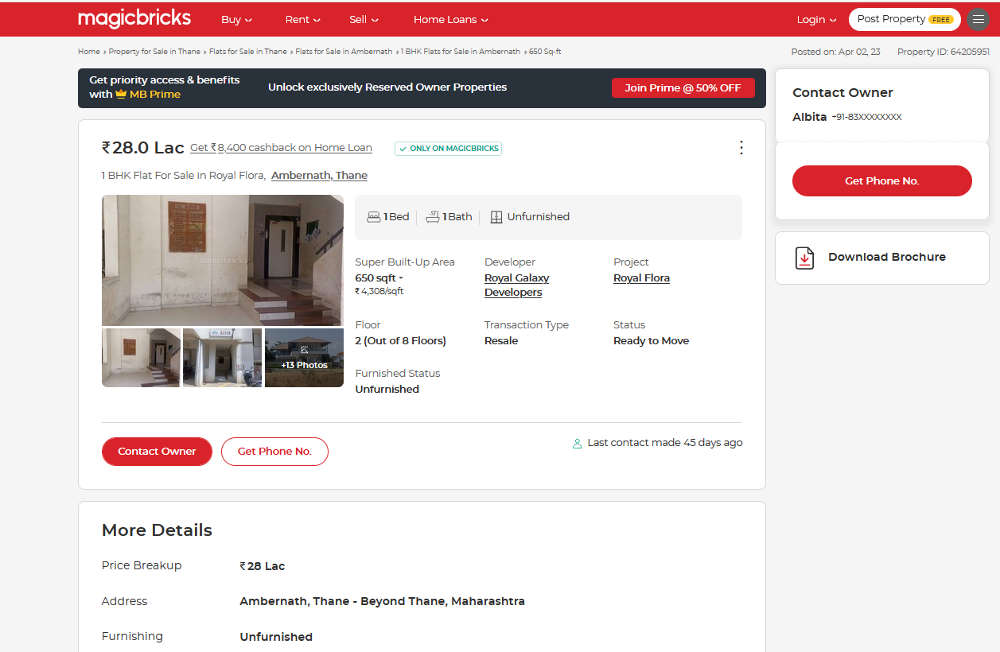 magicbricks
Buy
Rent
Sell
Home Loans
Login
Post Property FREE
Home › Property for Sale in Thane › Flats for Sale in Thane › Flats for Sale in Ambernath › 1 BHK Flats for Sale in Ambernath › 650 Sq-ft
Posted on: Apr 02, 23 Property ID: 64205951
Get priority access & benefits
with MB Prime
Unlock exclusively Reserved Owner Properties
Join Prime @ 50% OFF
Contact Owner
Albita +91-83XXXXXXXX
Get Phone No.
Download Brochure
₹28.0 Lac Get ₹8,400 cashback on Home Loan
ONLY ON MAGICBRICKS
1 BHK Flat For Sale in Royal Flora, Ambernath, Thane
magicbricks
ASTER
+13 Photos
1 Bed
1 Bath
Unfurnished
Super Built-Up Area
650 sqft
₹4,308/sqft
Developer
Royal Galaxy
Developers
Project
Royal Flora
Floor
2 (Out of 8 Floors)
Transaction Type
Resale
Status
Ready to Move
Furnished Status
Unfurnished
Contact Owner
Get Phone No.
Last contact made 45 days ago
More Details
Price Breakup ₹28 Lac
Address Ambernath, Thane - Beyond Thane, Maharashtra
Furnishing Unfurnished